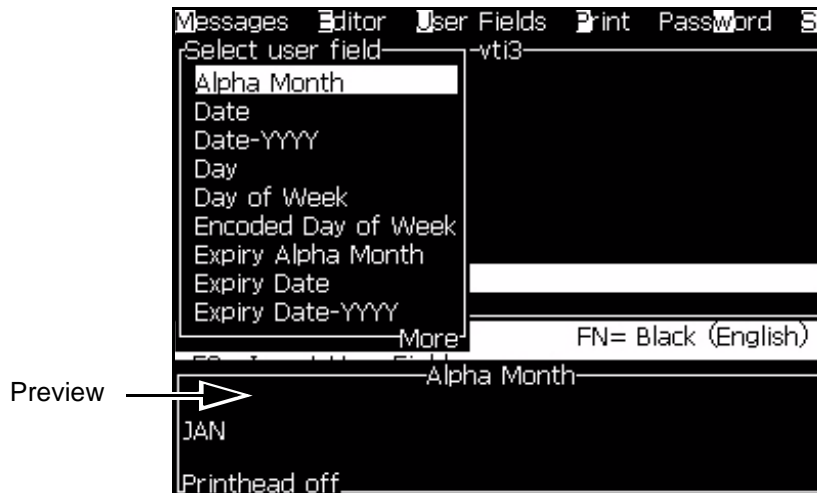 Messages Editor User Fields Print Password S
Select user field
vti3
Alpha Month
Date
Date-YYYY
Day
Day of Week
Encoded Day of Week
Expiry Alpha Month
Expiry Date
Expiry Date-YYYY
More
FN= Black (English)
Alpha Month
Preview
JAN
Printhead off